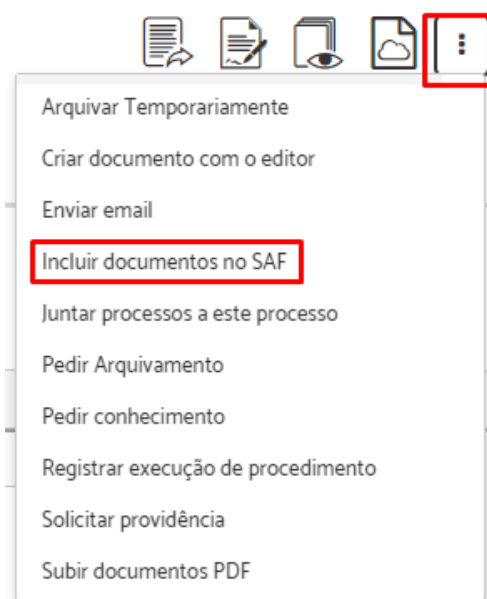 Arquivar Temporariamente
Criar documento com o editor
Enviar email
Incluir documentos no SAF
Juntar processos a este processo
Pedir Arquivamento
Pedir conhecimento
Registrar execução de procedimento
Solicitar providência
Subir documentos PDF